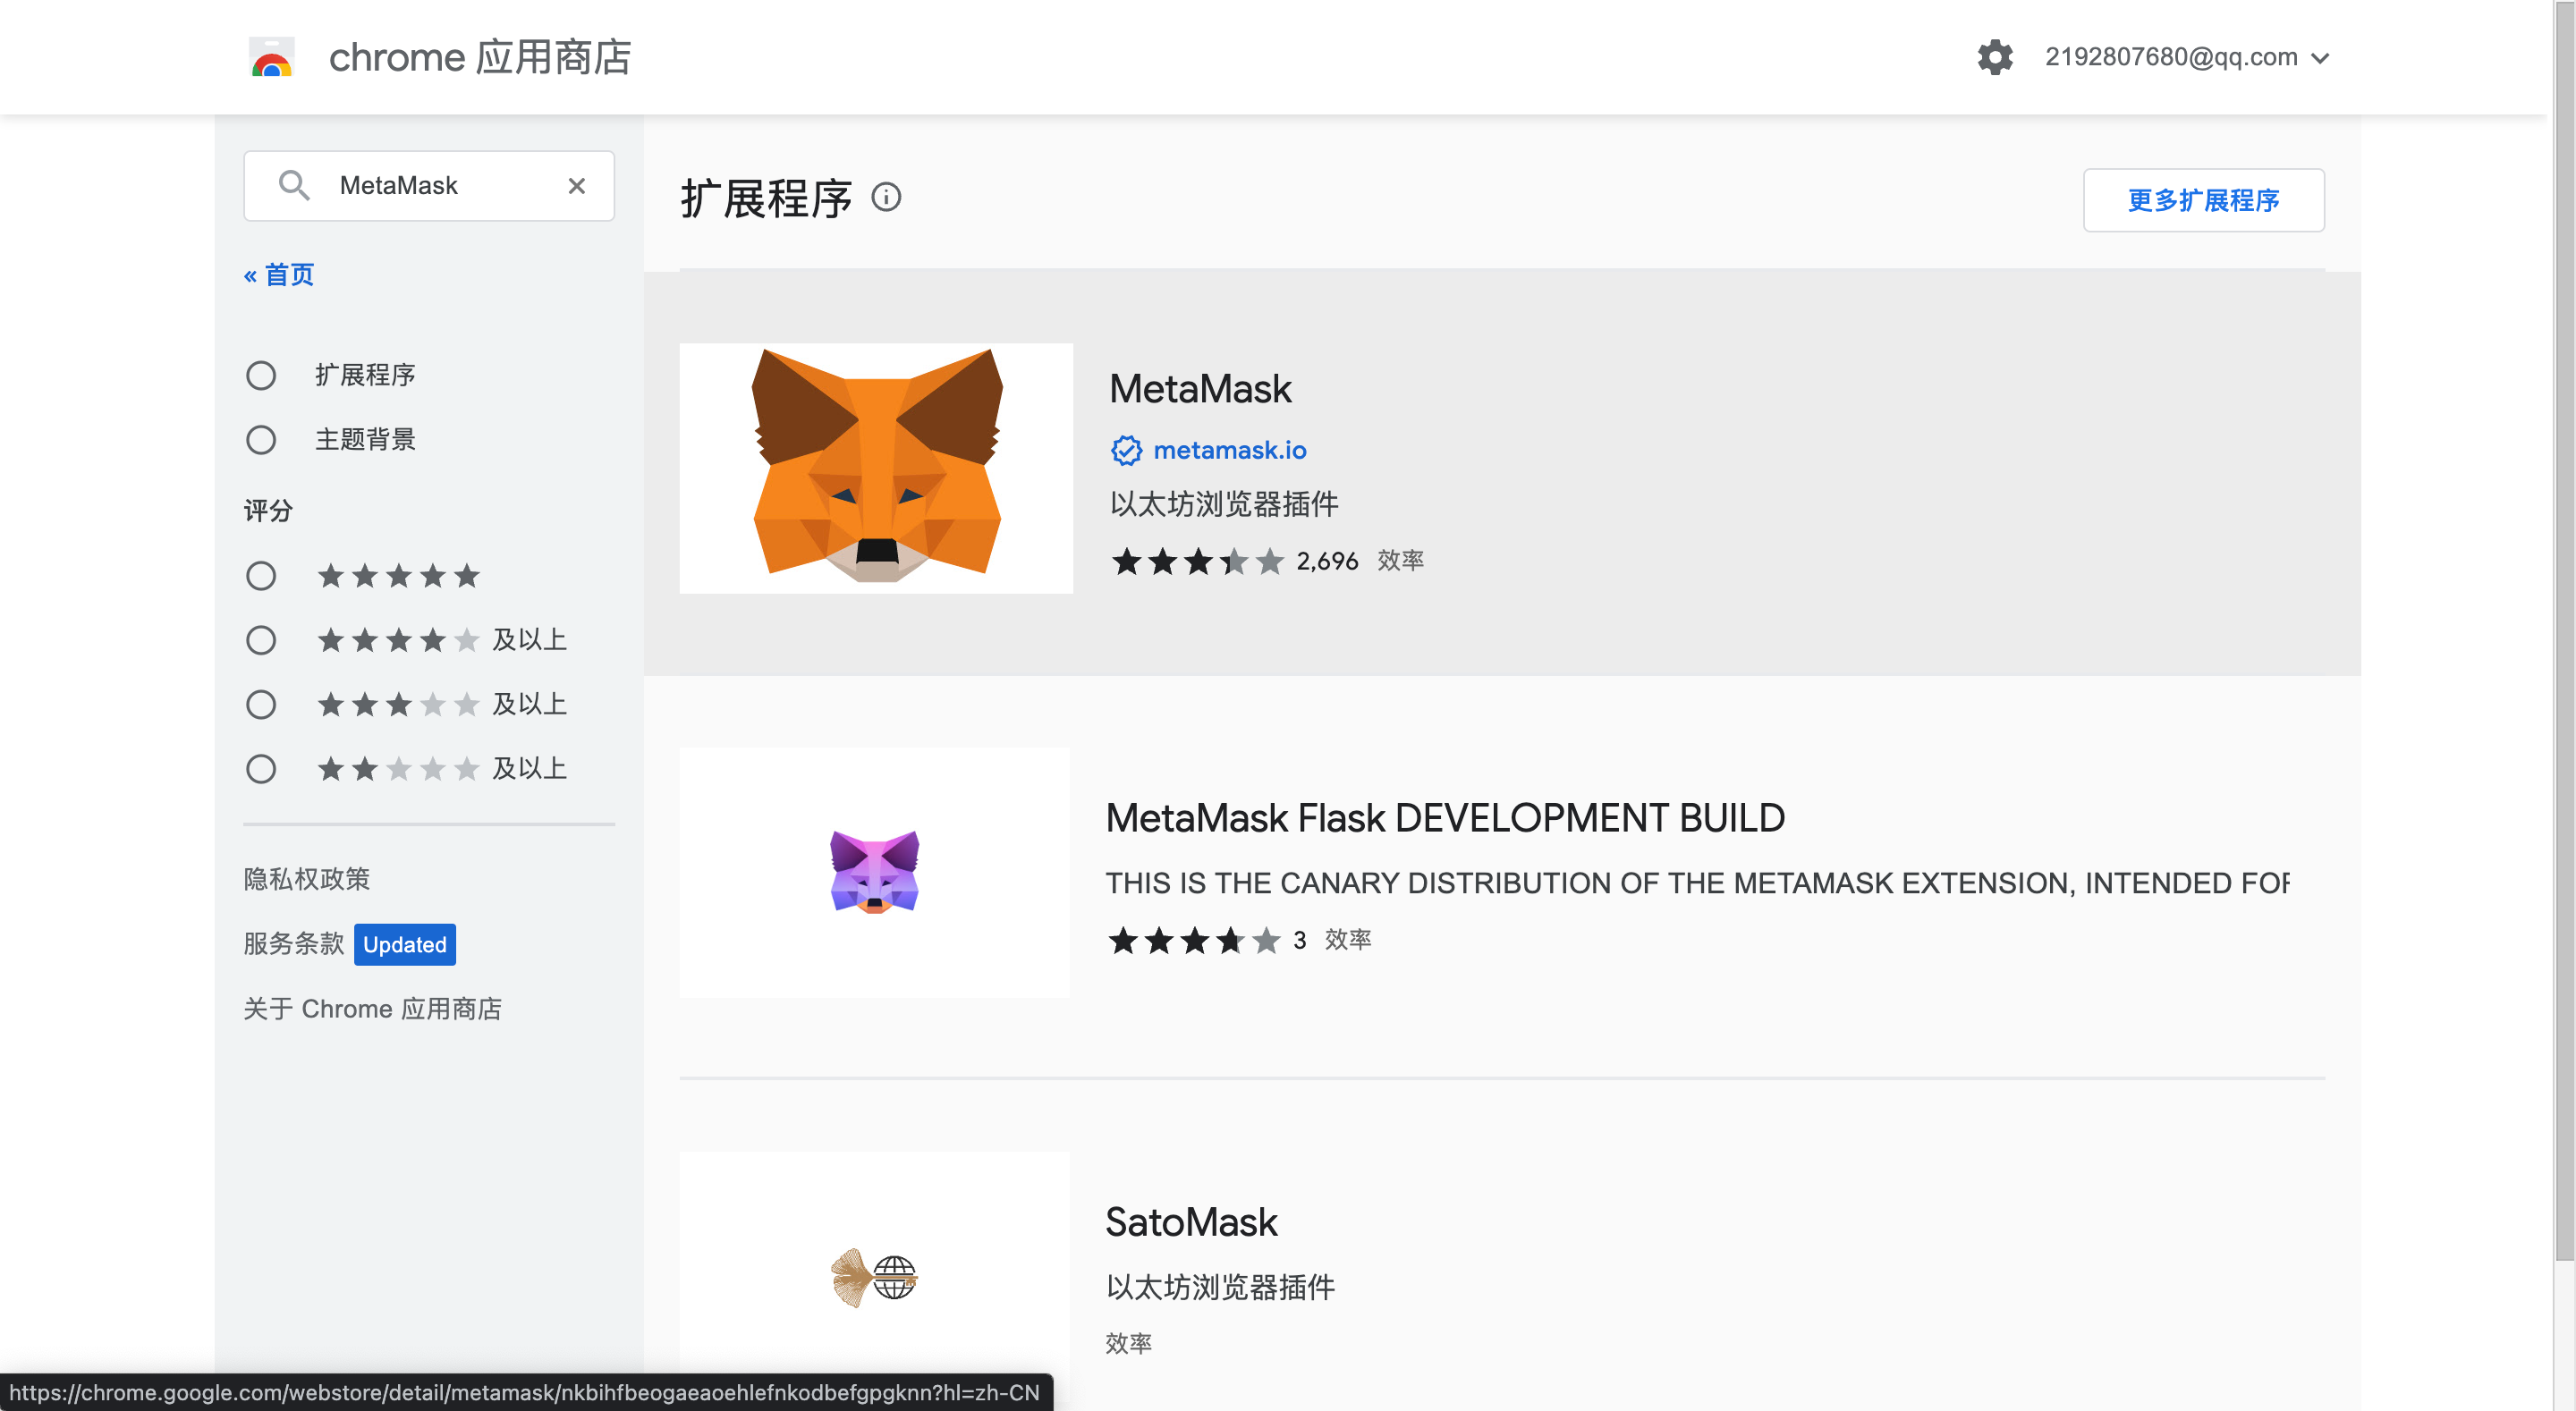 chrome 应用商店
2192807680@qq.com
MetaMask
« 首页
扩展程序
主题背景
评分
及以上
及以上
及以上
隐私权政策
服务条款 Updated
关于 Chrome 应用商店
扩展程序
更多扩展程序
MetaMask
metamask.io
以太坊浏览器插件
2,696 效率
MetaMask Flask DEVELOPMENT BUILD
THIS IS THE CANARY DISTRIBUTION OF THE METAMASK EXTENSION, INTENDED FOR
3 效率
SatoMask
以太坊浏览器插件
效率
https://chrome.google.com/webstore/detail/metamask/nkbihfbeogaeaoehlefnkodbefgpgknn?hl=zh-CN